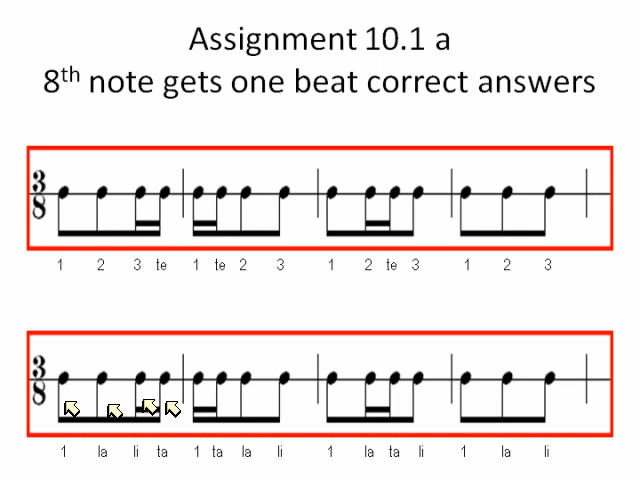 Assignment 10.1 a
8th note gets one beat correct answers
3
8
1 2 3 te 1 te 2 3 1 2 te 3 1 2 3
3
8
1 la li ta 1 ta la li 1 la ta li 1 la li